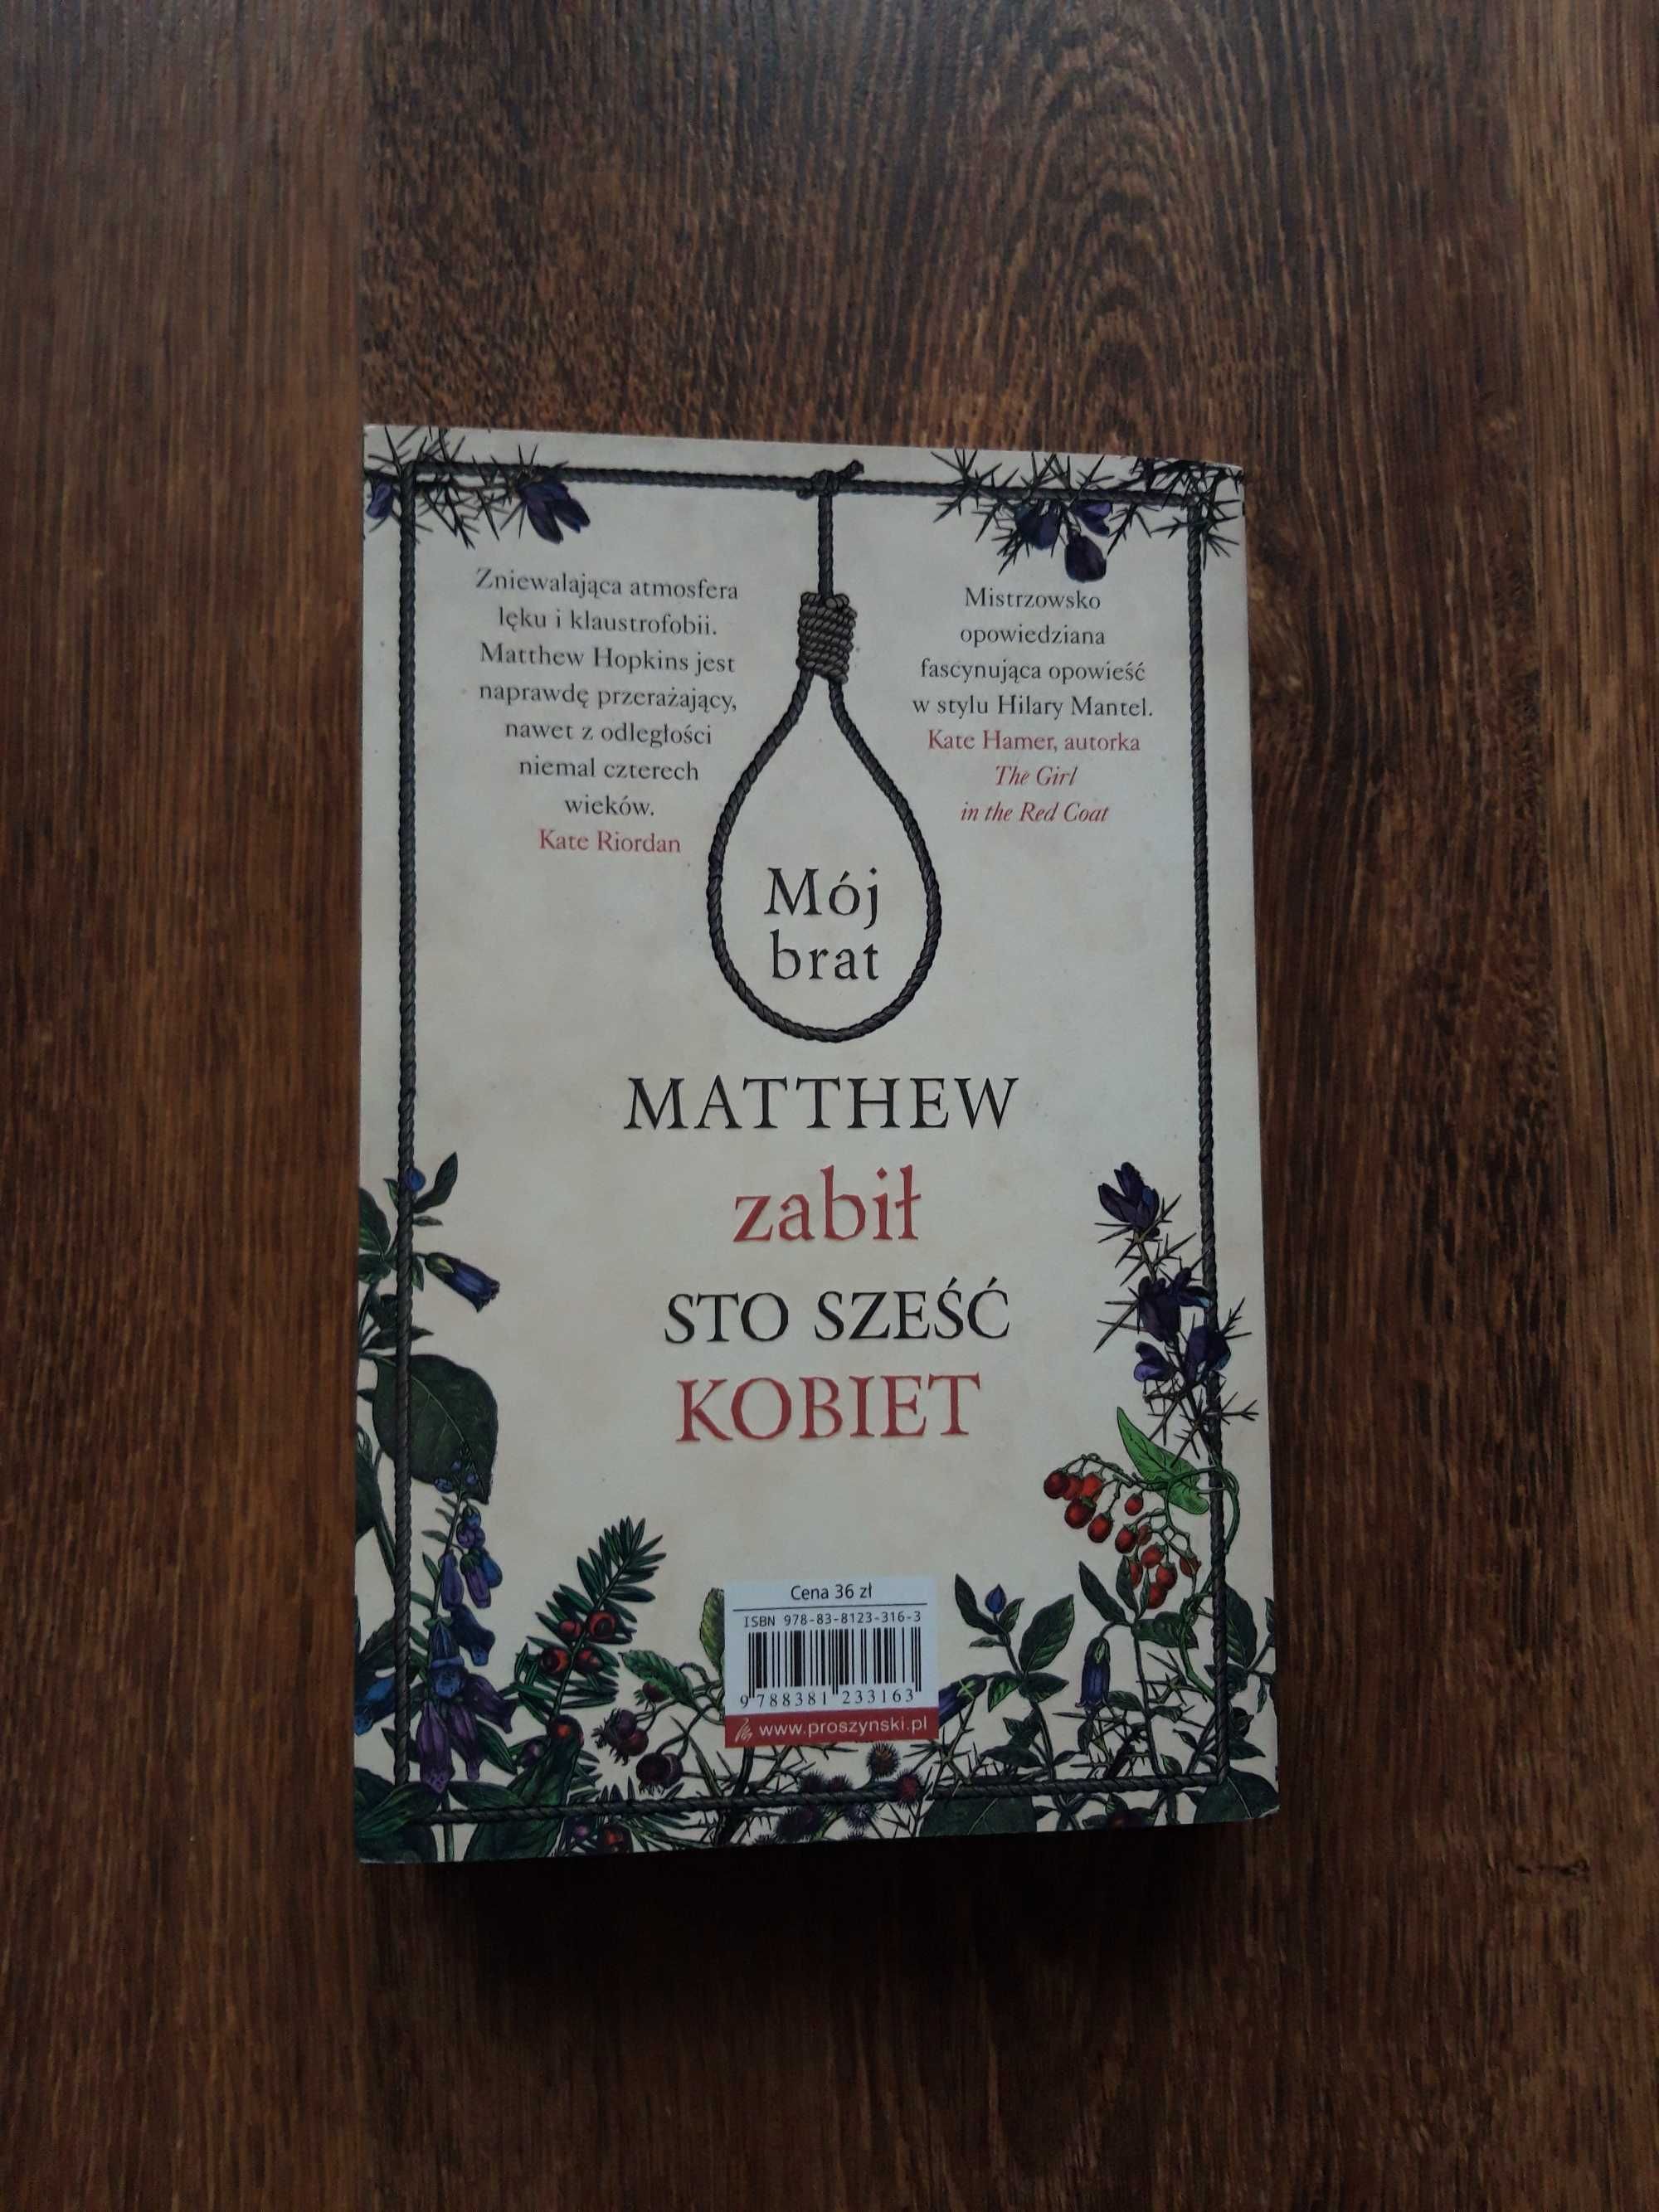 Zniewalająca atmosfera
lęku i klaustrofobii.
Matthew Hopkins jest
naprawdę przerażający,
nawet z odległości
niemal czterech
wieków.
Kate Riordan
Mistrzowsko
opowiedziana
fascynująca opowieść
w stylu Hilary Mantel.
Kate Hamer, autorka
The Girl
in the Red Coat
Mój
brat
MATTHEW
zabił
STO SZEŚĆ
KOBIET
Cena 36 zł
ISBN 978-83-8123-316-3
9 788381 233163
www.proszynski.pl